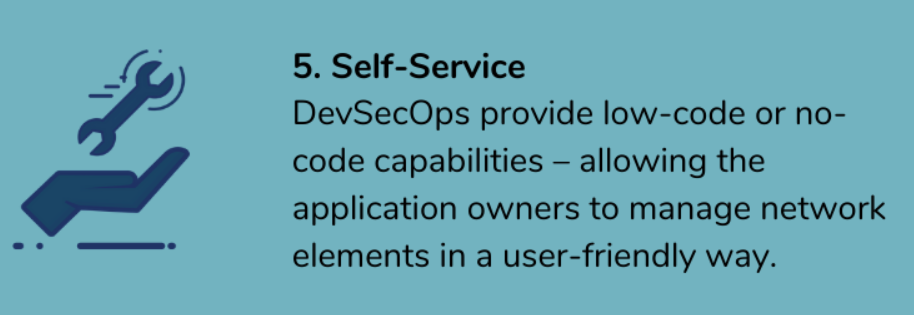 5. Self-Service
DevSecOps provide low-code or no-
code capabilities – allowing the
application owners to manage network
elements in a user-friendly way.